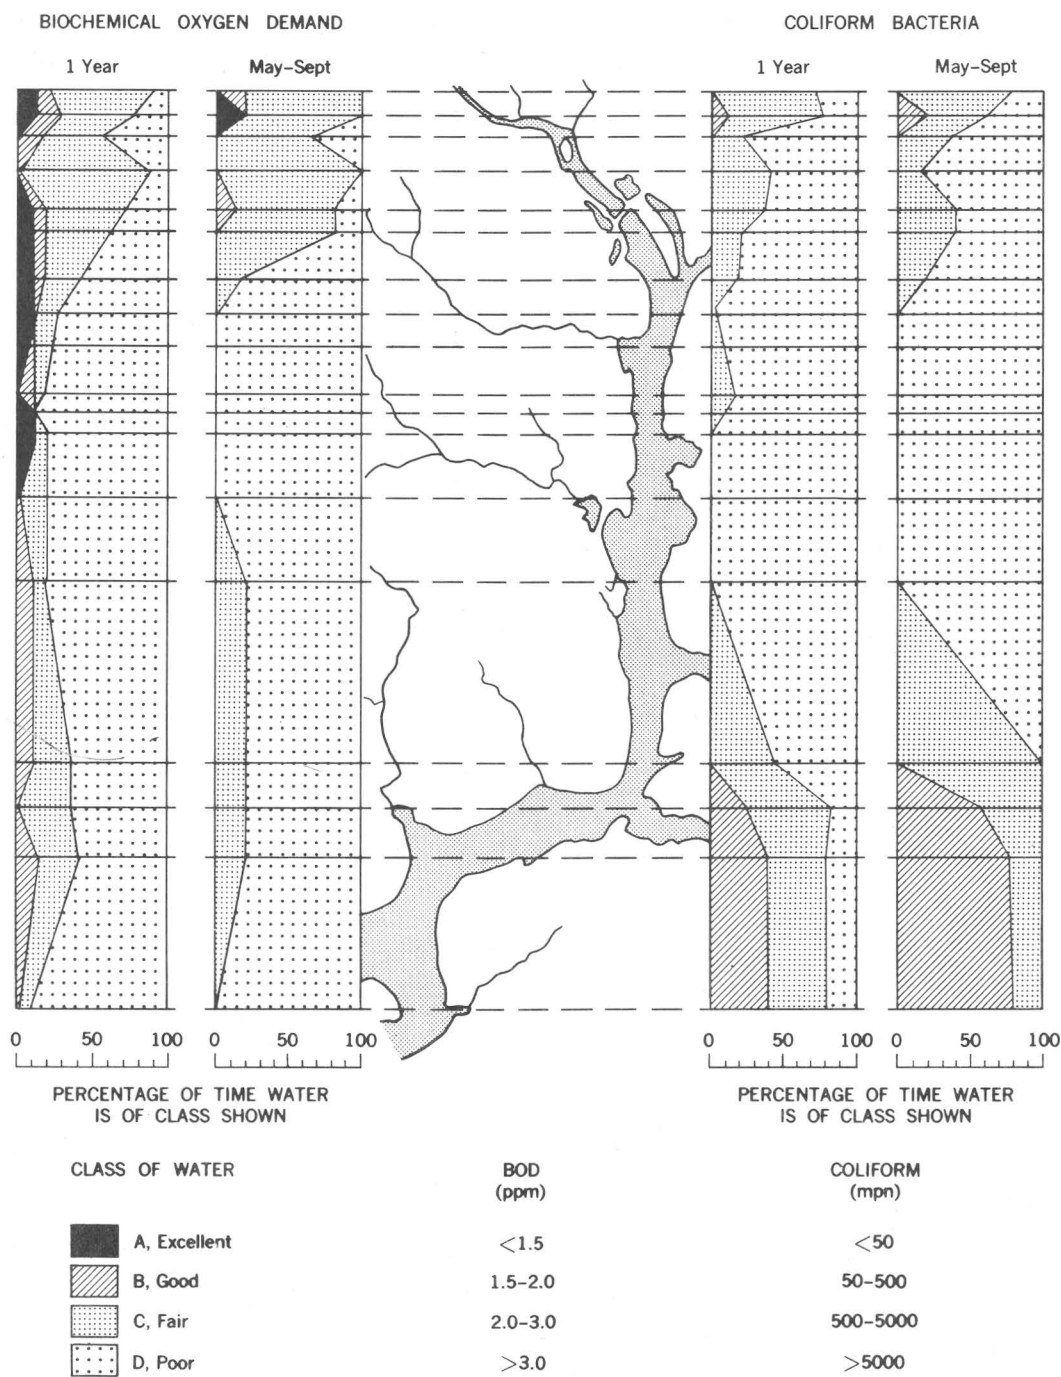 BIOCHEMICAL OXYGEN DEMAND
COLIFORM BACTERIA
1 Year
May–Sept
1 Year
May–Sept
0 50 100
0 50 100
0 50 100
0 50 100
PERCENTAGE OF TIME WATER
IS OF CLASS SHOWN
PERCENTAGE OF TIME WATER
IS OF CLASS SHOWN
CLASS OF WATER
BOD
(ppm)
COLIFORM
(mpn)
A, Excellent <1.5 <50
B, Good 1.5–2.0 50–500
C, Fair 2.0–3.0 500–5000
D, Poor >3.0 >5000